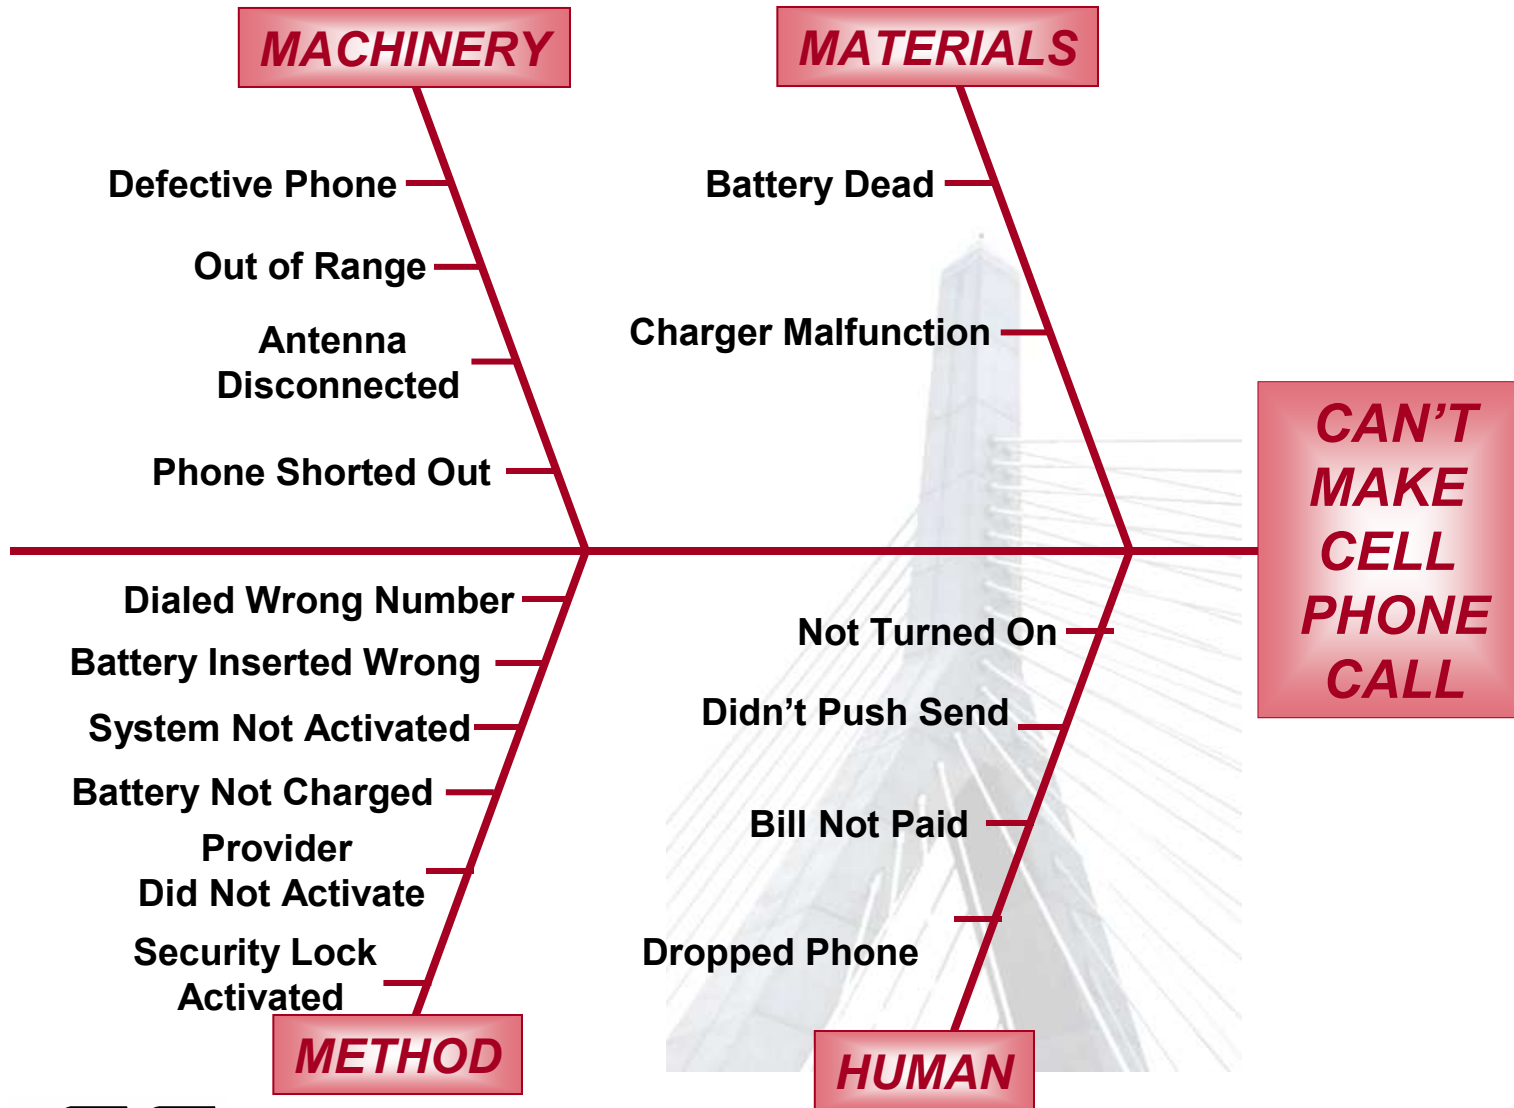 MACHINERY
MATERIALS
Defective Phone
Out of Range
Antenna
Disconnected
Phone Shorted Out
Battery Dead
Charger Malfunction
CAN'T
MAKE
CELL
PHONE
CALL
Dialed Wrong Number
Battery Inserted Wrong
System Not Activated
Battery Not Charged
Provider
Did Not Activate
Security Lock
Activated
Not Turned On
Didn't Push Send
Bill Not Paid
Dropped Phone
METHOD
HUMAN